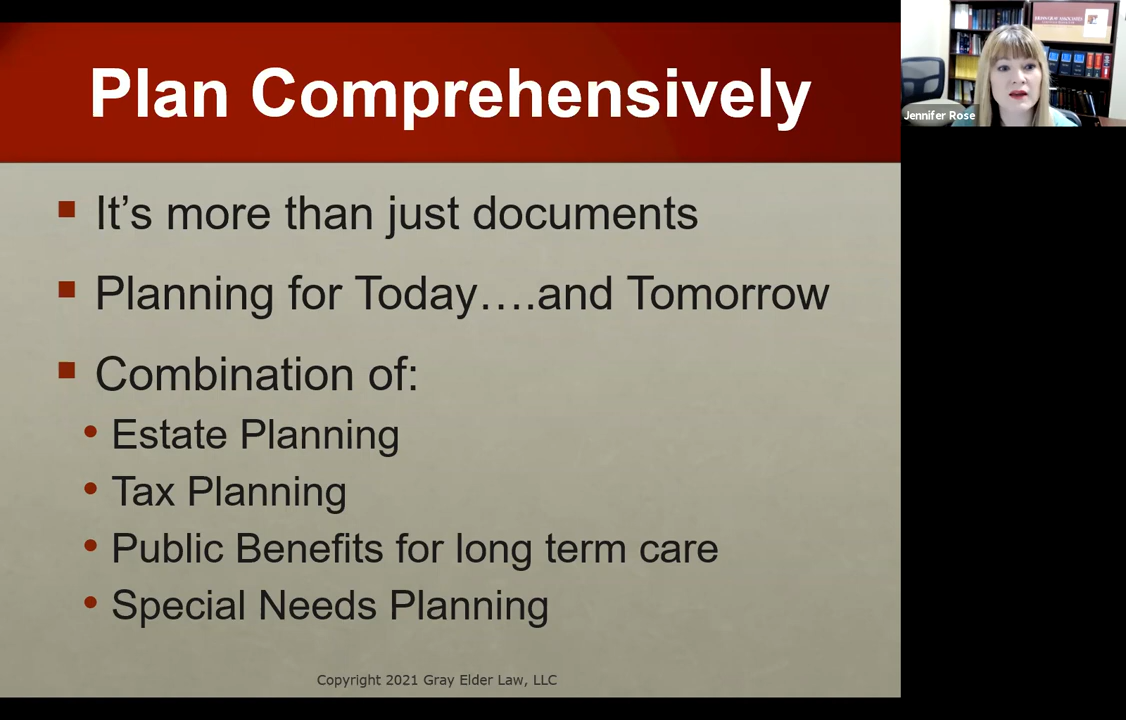 Plan Comprehensively
It’s more than just documents
Planning for Today….and Tomorrow
Combination of:
Estate Planning
Tax Planning
Public Benefits for long term care
Special Needs Planning
Copyright 2021 Gray Elder Law, LLC
Jennifer Rose